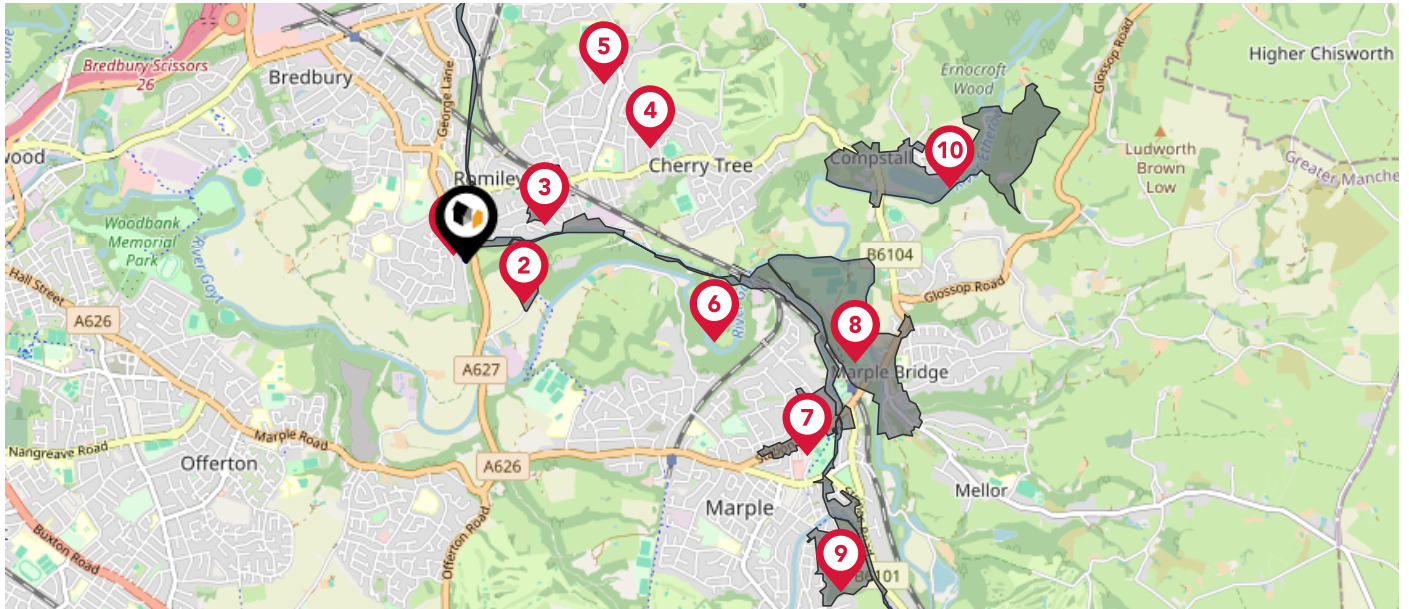 5
Higher Chisworth
Bredbury Scissors
26
Bredbury
Ernocroft
Wood
Glossop Road
George Lane
4
wood
Cherry Tree
Compstall
10
River Etherow
Ludworth
Brown
Low
Greater Manche
Romiley
3
Woodbank
Memorial
Park
River Goyt
2
B6104
Hall Street
A626
6
River
Glossop Road
8
A627
Marple Bridge
7
Marple Road
Nangreave Road
Offerton
A626
Mellor
Marple
Offerton Road
Buxton Road
9
B6101